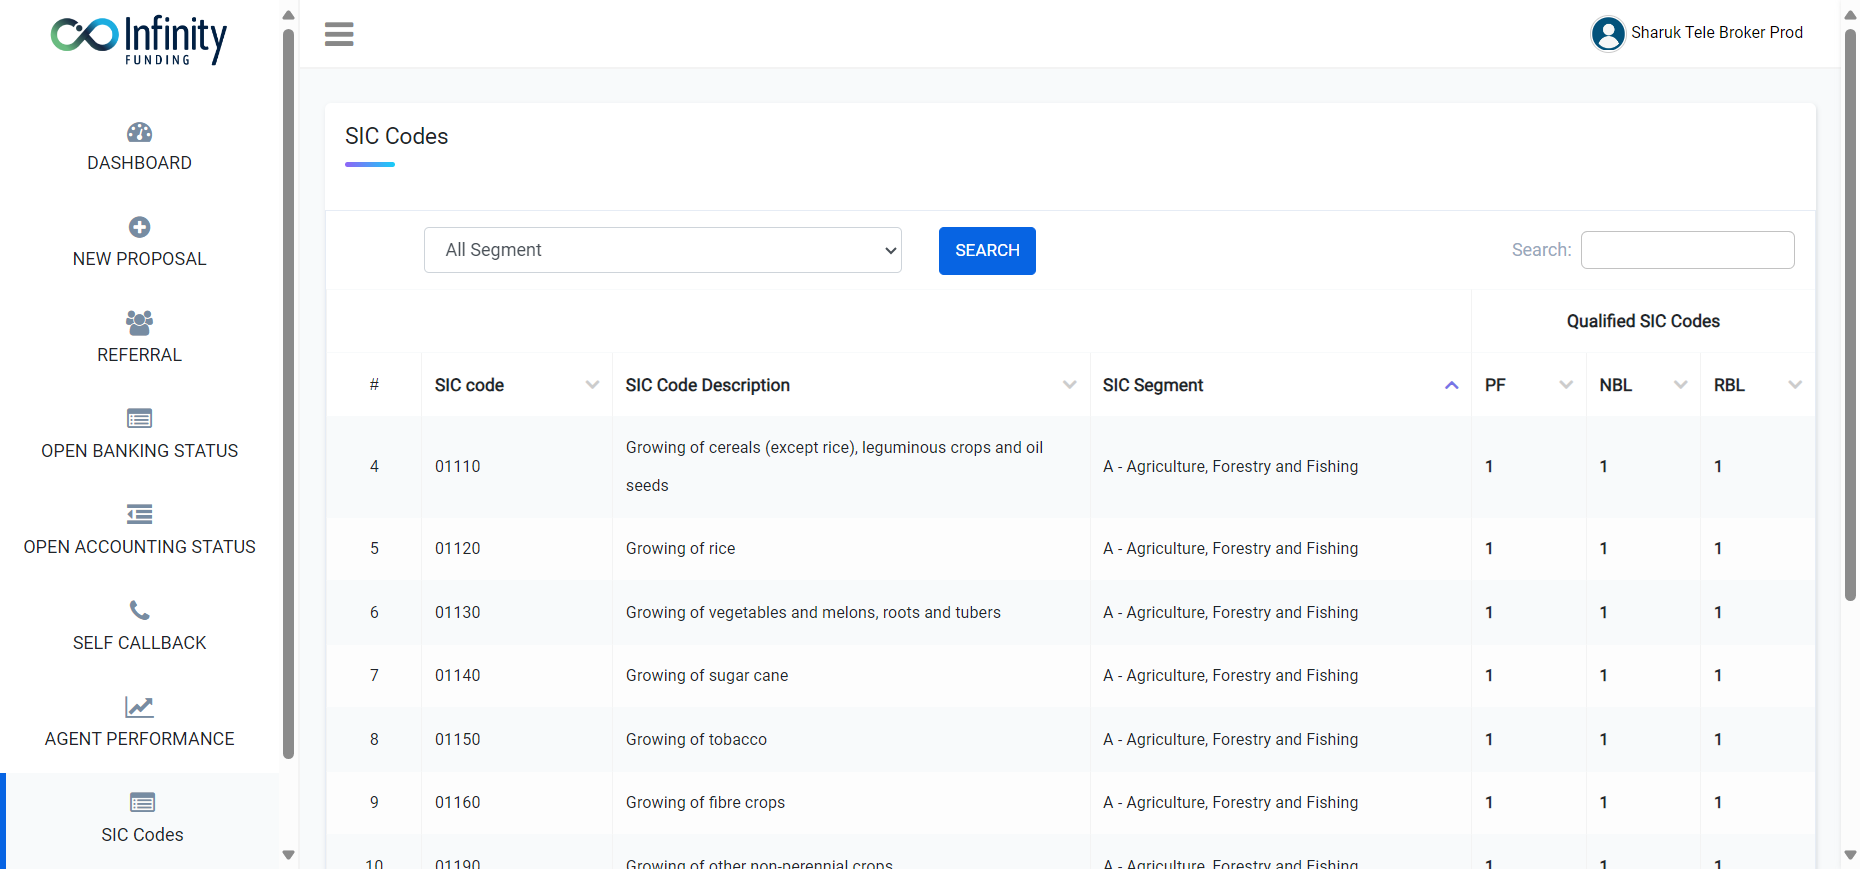 Infinity
FUNDING
Sharuk Tele Broker Prod
DASHBOARD
NEW PROPOSAL
REFERRAL
OPEN BANKING STATUS
OPEN ACCOUNTING STATUS
SELF CALLBACK
AGENT PERFORMANCE
SIC Codes
SIC Codes
All Segment
SEARCH
Search:
Qualified SIC Codes
# SIC code SIC Code Description SIC Segment PF NBL RBL
4 01110 Growing of cereals (except rice), leguminous crops and oil seeds A - Agriculture, Forestry and Fishing 1 1 1
5 01120 Growing of rice A - Agriculture, Forestry and Fishing 1 1 1
6 01130 Growing of vegetables and melons, roots and tubers A - Agriculture, Forestry and Fishing 1 1 1
7 01140 Growing of sugar cane A - Agriculture, Forestry and Fishing 1 1 1
8 01150 Growing of tobacco A - Agriculture, Forestry and Fishing 1 1 1
9 01160 Growing of fibre crops A - Agriculture, Forestry and Fishing 1 1 1
10 01190 Growing of other non-perennial crops A - Agriculture, Forestry and Fishing 1 1 1